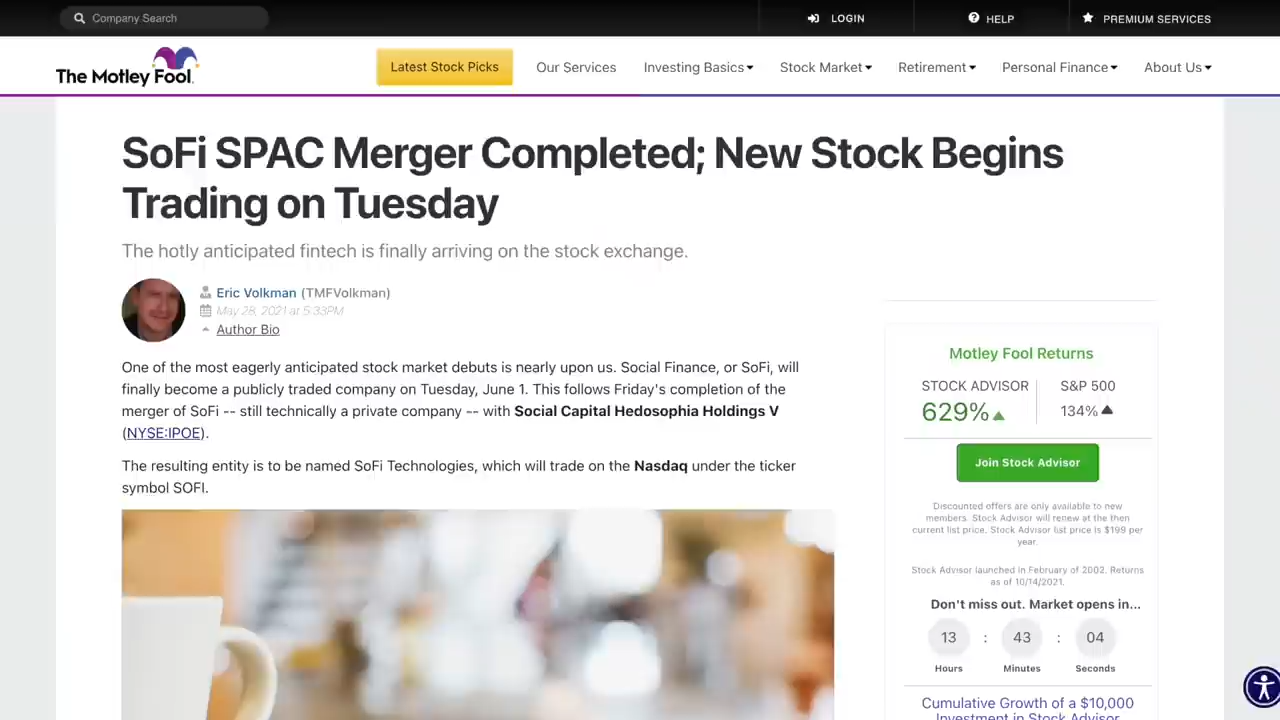 Company Search
LOGIN
HELP
PREMIUM SERVICES
The Motley Fool.
Latest Stock Picks
Our Services
Investing Basics
Stock Market
Retirement
Personal Finance
About Us
SoFi SPAC Merger Completed; New Stock Begins
Trading on Tuesday
The hotly anticipated fintech is finally arriving on the stock exchange.
Eric Volkman (TMFVolkman)
May 28, 2021 at 5:33PM
Author Bio
One of the most eagerly anticipated stock market debuts is nearly upon us. Social Finance, or SoFi, will
finally become a publicly traded company on Tuesday, June 1. This follows Friday's completion of the
merger of SoFi -- still technically a private company -- with Social Capital Hedosophia Holdings V
(NYSE:IPOE).
The resulting entity is to be named SoFi Technologies, which will trade on the Nasdaq under the ticker
symbol SOFI.
Motley Fool Returns
STOCK ADVISOR
S&P 500
629%
134%
Join Stock Advisor
Discounted offers are only available to new
members. Stock Advisor will renew at the then
current list price. Stock Advisor list price is $199 per
year.
Stock Advisor launched in February of 2002. Returns
as of 10/14/2021.
Don't miss out. Market opens in...
13 : 43 : 04
Hours Minutes Seconds
Cumulative Growth of a $10,000
Investment in Stock Advisor